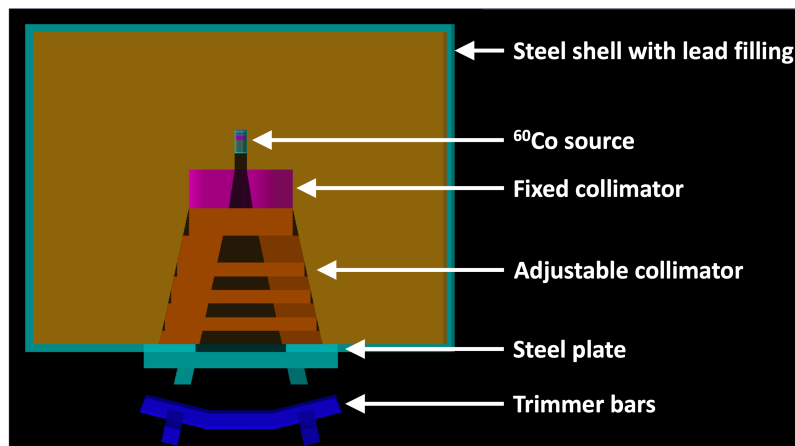 Steel shell with lead filling
⁶⁰Co source
Fixed collimator
Adjustable collimator
Steel plate
Trimmer bars